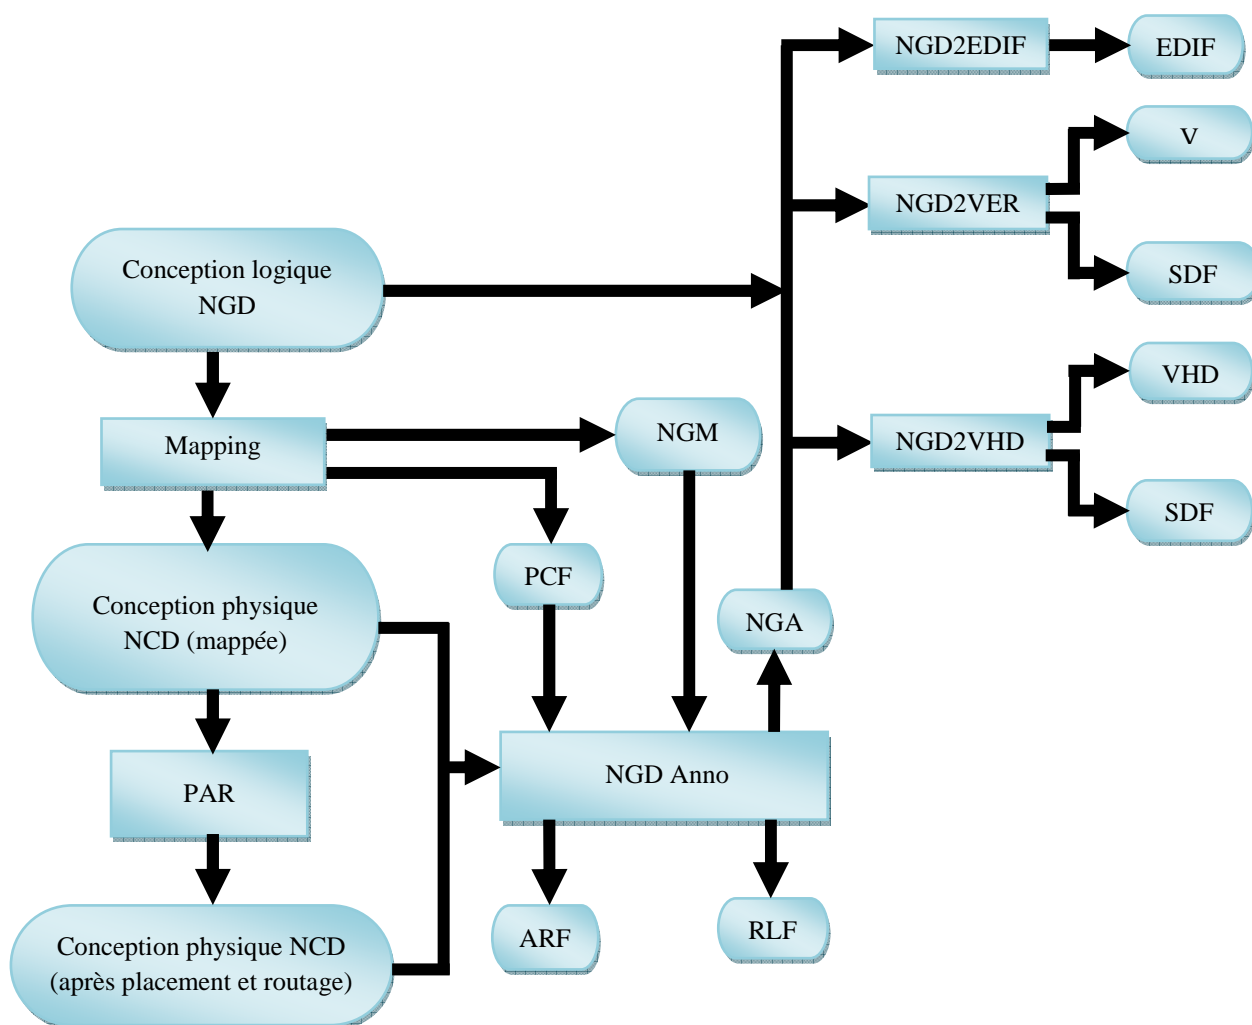 NGD2EDIF
EDIF
V
NGD2VER
SDF
Conception logique
NGD
VHD
NGM
NGD2VHD
Mapping
SDF
PCF
Conception physique
NCD (mappée)
NGA
NGD Anno
PAR
ARF
RLF
Conception physique NCD
(après placement et routage)